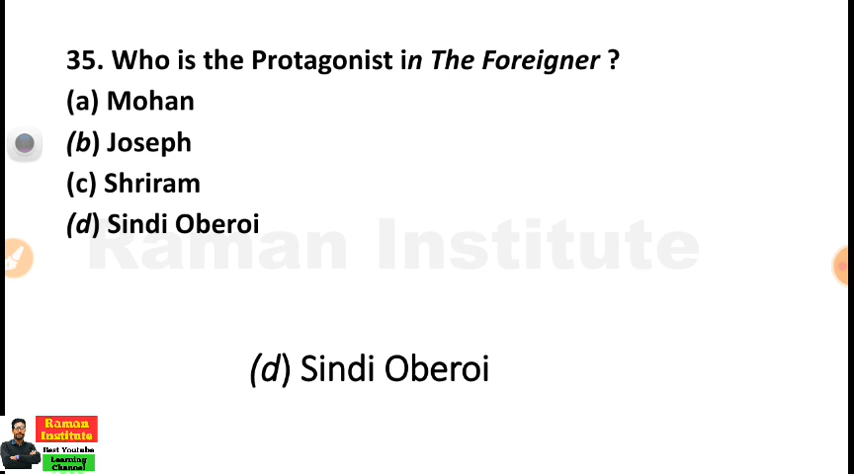 35. Who is the Protagonist in The Foreigner ?
(a) Mohan
(b) Joseph
(c) Shriram
(d) Sindi Oberoi
Raman Institute
(d) Sindi Oberoi
Raman
Institute
Best Youtube
Learning
Channel